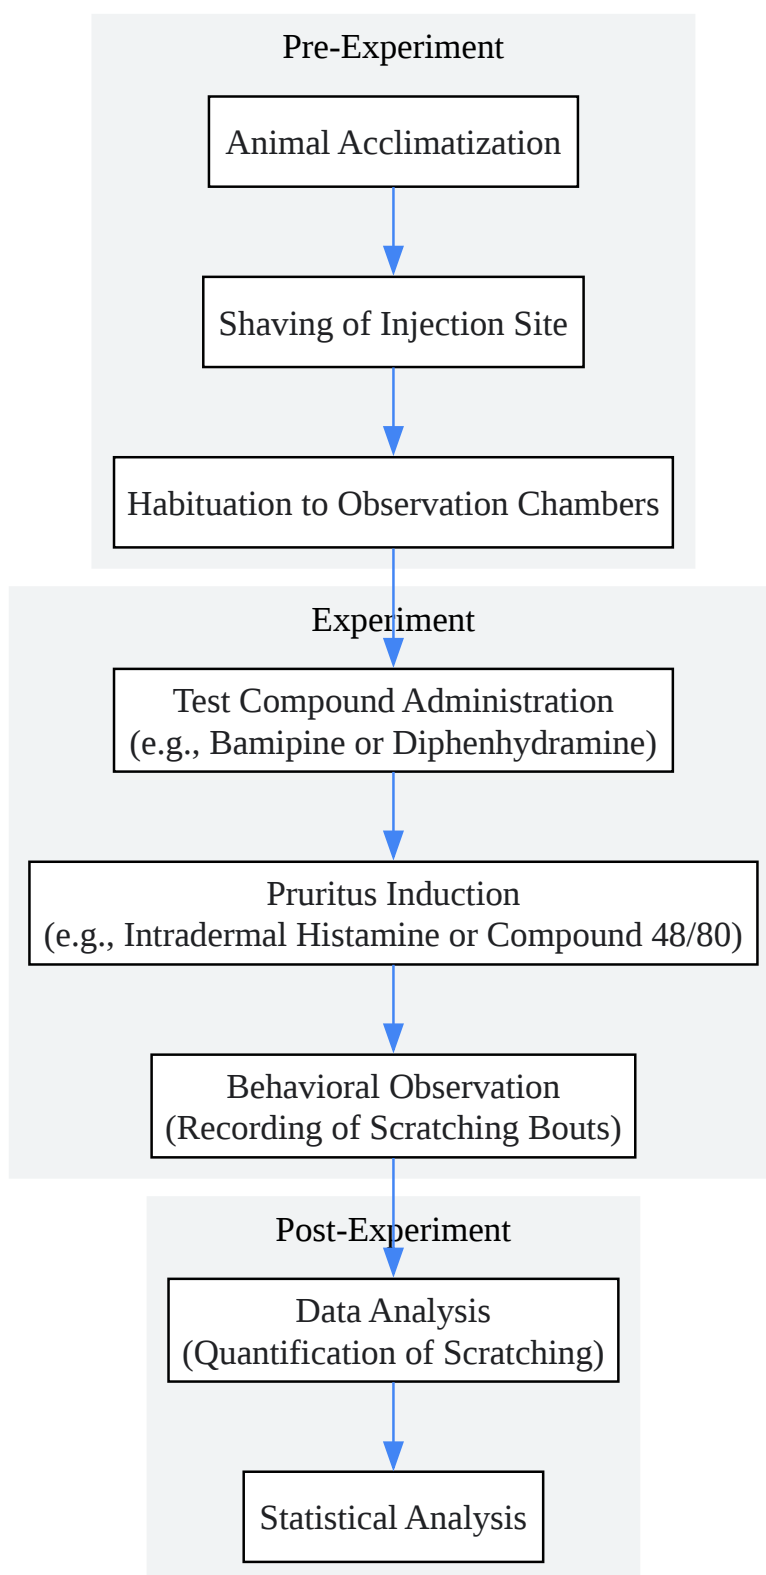 Pre-Experiment
Animal Acclimatization
Shaving of Injection Site
Habituation to Observation Chambers
Experiment
Test Compound Administration
(e.g., Bamipine or Diphenhydramine)
Pruritus Induction
(e.g., Intradermal Histamine or Compound 48/80)
Behavioral Observation
(Recording of Scratching Bouts)
Post-Experiment
Data Analysis
(Quantification of Scratching)
Statistical Analysis